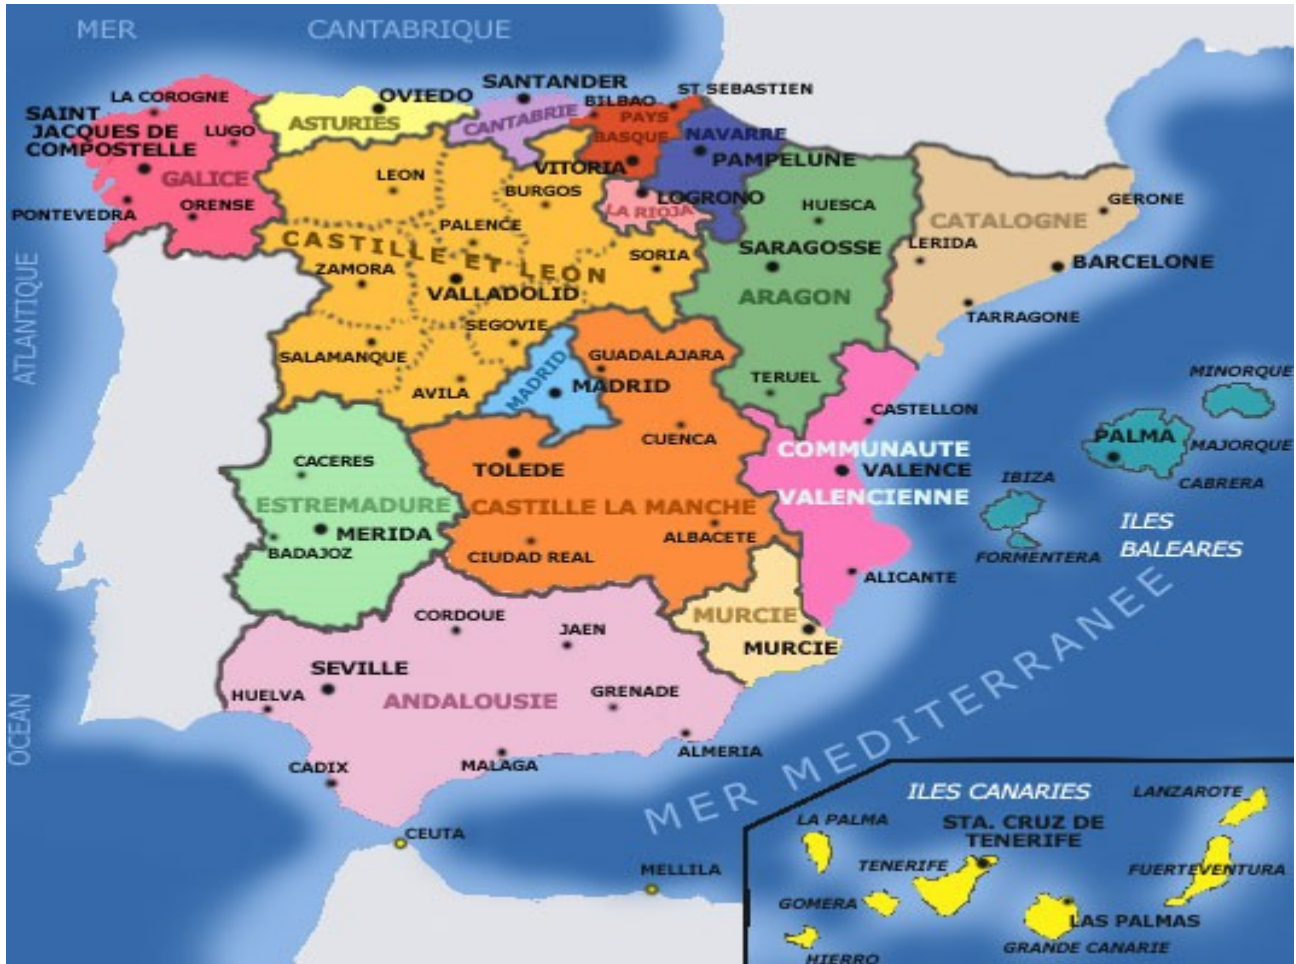 MER CANTABRIQUE
SANTANDER
ST SEBASTIEN
LA COROGNE
OVIEDO
BILBAO
SAINT
JACQUES DE
COMPOSTELLE
LUGO
ASTURIES
CANTABRIE
PAYS
BASQUE
NAVARRE
PAMPELUNE
GALICE
LEON
VITORIA
BURGOS
LOGRONO
LA RIOJA
HUESCA
GERONE
PONTEVEDRA
ORENSE
PALENCE
CATALOGNE
CASTILLE ET LEON
SORIA
SARAGOSSE
LERIDA
BARCELONE
ZAMORA
VALLADOLID
ARAGON
TARRAGONE
SEGOVIE
SALAMANQUE
AVILA
MADRID
GUADALAJARA
MADRID
TERUEL
MINORQUE
CASTELLON
CUENCA
PALMA
MAJORQUE
CACERES
TOLEDE
COMMUNAUTE
VALENCE
VALENCIENNE
IBIZA
CABRERA
ESTREMADURE
CASTILLE LA MANCHE
MERIDA
BADAJOZ
ALBACETE
CIUDAD REAL
FORMENTERA
ILES
BALEARES
ALICANTE
CORDOUE
JAEN
MURCIE
MURCIE
SEVILLE
HUELVA
ANDALOUSIE
GRENADE
ALMERIA
CADIX
MALAGA
OCEAN ATLANTIQUE
MER MEDITERRANEE
CEUTA
MELLILA
ILES CANARIES
LANZAROTE
LA PALMA
STA. CRUZ DE
TENERIFE
TENERIFE
FUERTEVENTURA
GOMERA
LAS PALMAS
GRANDE CANARIE
HIERRO